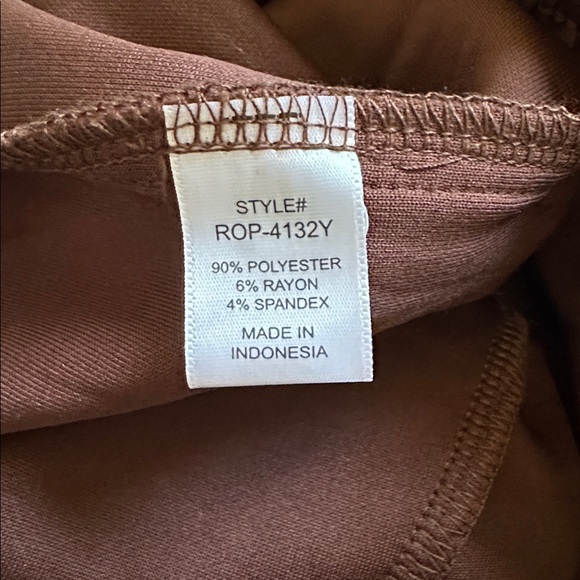 STYLE#
ROP-4132Y
90% POLYESTER
6% RAYON
4% SPANDEX
MADE IN
INDONESIA